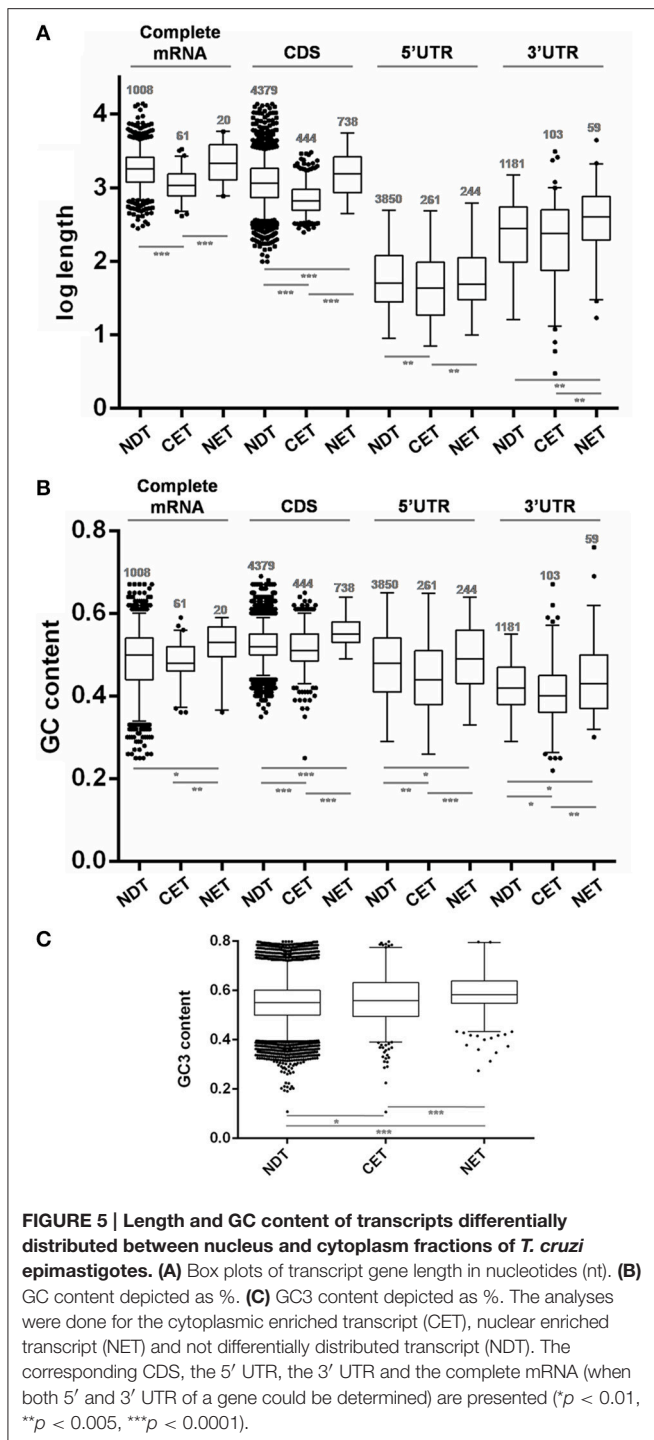 A
Complete
mRNA
CDS
5'UTR
3'UTR
1008
61
20
4379
444
738
3850
261
244
1181
103
59
4
3
2
1
0
log length
***
***
***
***
***
**
**
**
**
NDT
CET
NET
NDT
CET
NET
NDT
CET
NET
NDT
CET
NET
B
Complete
mRNA
CDS
5'UTR
3'UTR
1008
61
20
4379
444
738
3850
261
244
1181
103
59
0.8
0.6
0.4
0.2
0.0
GC content
*
**
***
***
***
*
**
***
*
*
**
NDT
CET
NET
NDT
CET
NET
NDT
CET
NET
NDT
CET
NET
C
0.8
0.6
0.4
0.2
0.0
GC3 content
***
*
***
NDT
CET
NET
FIGURE 5 | Length and GC content of transcripts differentially
distributed between nucleus and cytoplasm fractions of T. cruzi
epimastigotes. (A) Box plots of transcript gene length in nucleotides (nt). (B)
GC content depicted as %. (C) GC3 content depicted as %. The analyses
were done for the cytoplasmic enriched transcript (CET), nuclear enriched
transcript (NET) and not differentially distributed transcript (NDT). The
corresponding CDS, the 5′ UTR, the 3′ UTR and the complete mRNA (when
both 5′ and 3′ UTR of a gene could be determined) are presented (*p < 0.01,
**p < 0.005, ***p < 0.0001).